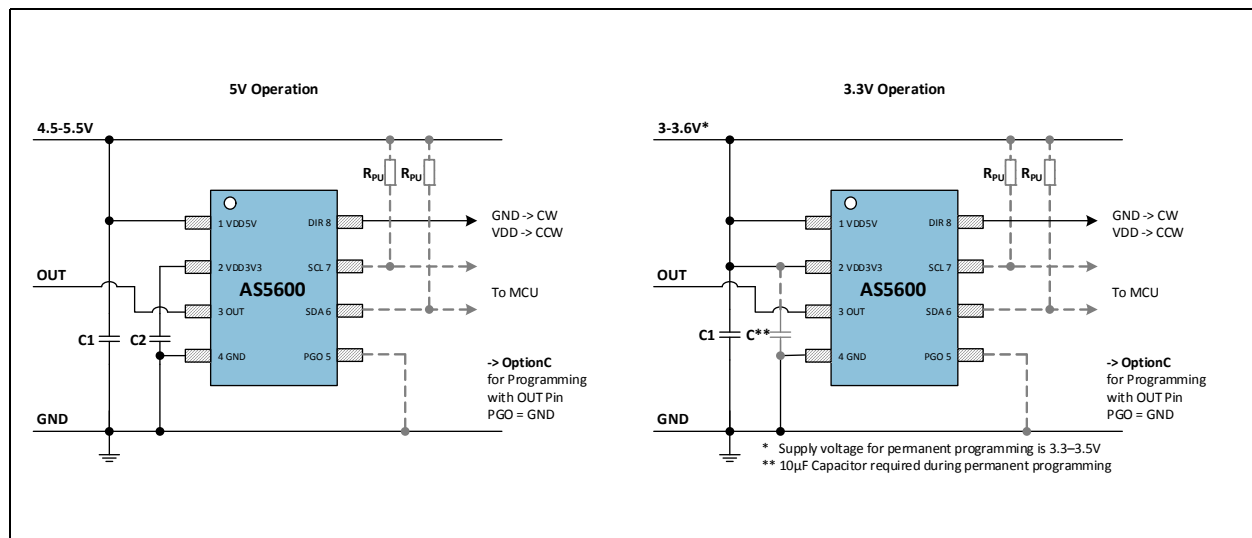 5V Operation
4.5-5.5V
RPU RPU
1 VDD5V
DIR 8
GND -> CW
VDD -> CCW
2 VDD3V3
SCL 7
OUT
AS5600
To MCU
3 OUT
SDA 6
C1
C2
4 GND
PGO 5
-> OptionC
for Programming
with OUT Pin
PGO = GND
GND
3.3V Operation
3-3.6V*
RPU RPU
1 VDD5V
DIR 8
GND -> CW
VDD -> CCW
2 VDD3V3
SCL 7
OUT
AS5600
To MCU
3 OUT
SDA 6
C1
C**
4 GND
PGO 5
-> OptionC
for Programming
with OUT Pin
PGO = GND
GND
* Supply voltage for permanent programming is 3.3–3.5V
** 10µF Capacitor required during permanent programming